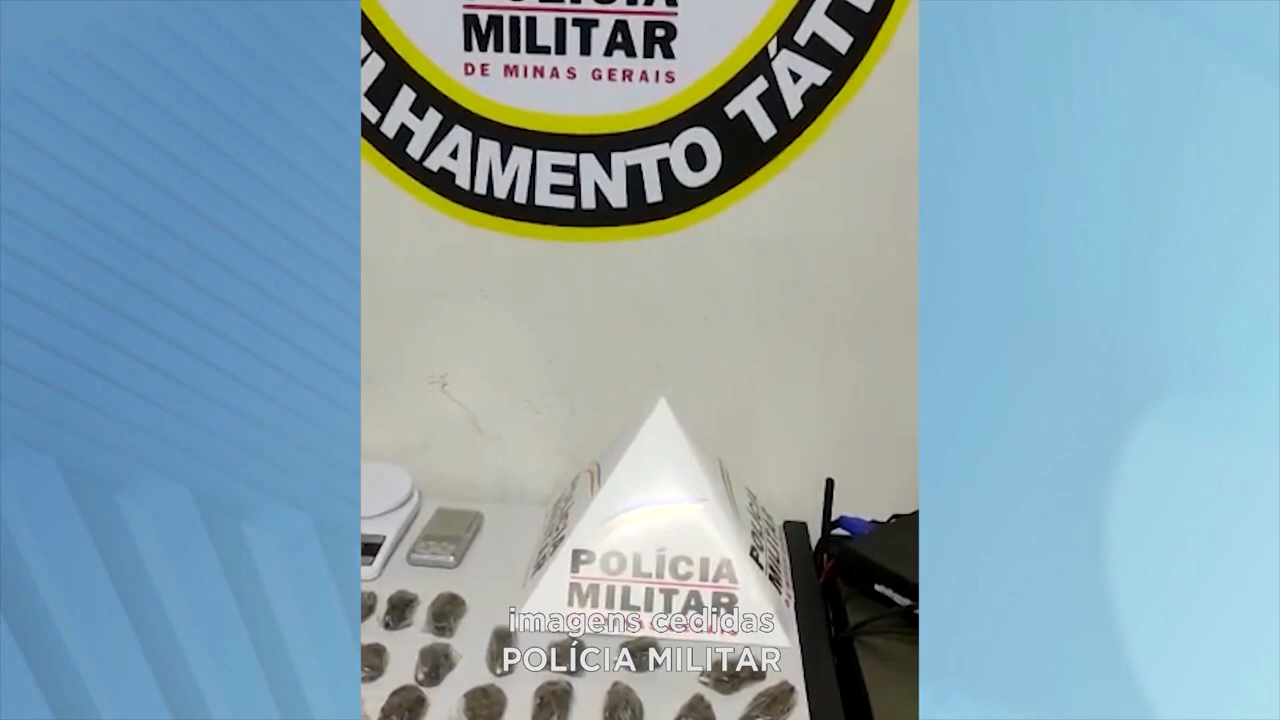 MILITAR
DE MINAS GERAIS
LHAMENTO TÁT
POLÍCIA
MILITAR
imagens cedidas
POLÍCIA MILITAR